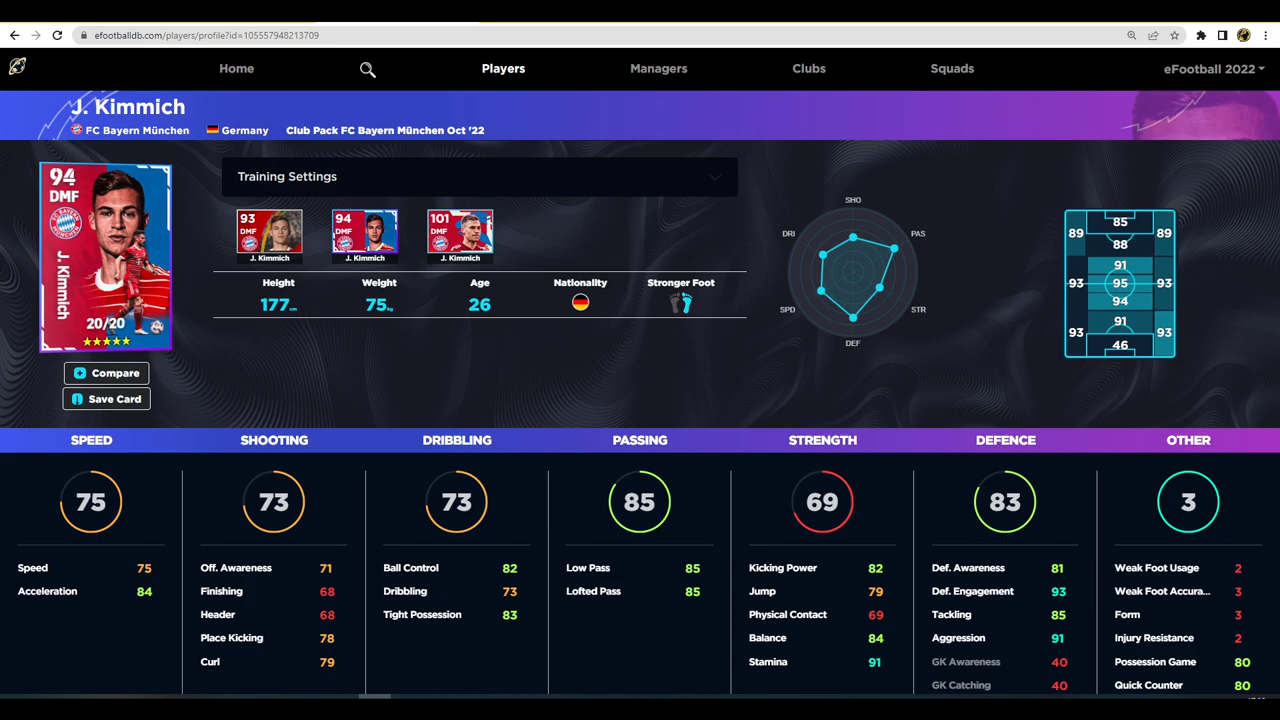 efootballdb.com/players/profile?id=105557948213709
Home Players Managers Clubs Squads eFootball 2022
J. Kimmich
FC Bayern München Germany Club Pack FC Bayern München Oct '22
94
DMF
J. Kimmich
20/20
Compare
Save Card
Training Settings
93 DMF J. Kimmich
94 DMF J. Kimmich
101 DMF J. Kimmich
Height Weight Age Nationality Stronger Foot
177cm 75kg 26
SHO
PAS
STR
DEF
SPD
DRI
85
89 88 89
91
93 95 93
94
91
93 93
46
SPEED SHOOTING DRIBBLING PASSING STRENGTH DEFENCE OTHER
75 73 73 85 69 83 3
Speed 75 Off. Awareness 71 Ball Control 82 Low Pass 85 Kicking Power 82 Def. Awareness 81 Weak Foot Usage 2
Acceleration 84 Finishing 68 Dribbling 73 Lofted Pass 85 Jump 79 Def. Engagement 93 Weak Foot Accura... 3
Header 68 Tight Possession 83 Physical Contact 69 Tackling 85 Form 3
Place Kicking 78 Balance 84 Aggression 91 Injury Resistance 2
Curl 79 Stamina 91 GK Awareness 40 Possession Game 80
GK Catching 40 Quick Counter 80